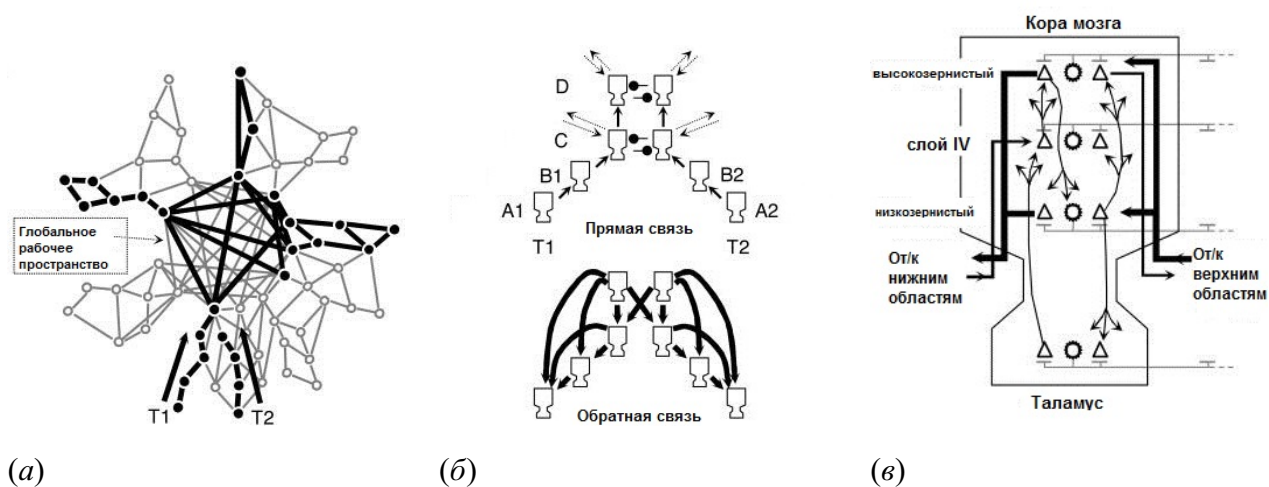 Глобальное
рабочее
пространство
T1
T2
D
C
B1
B2
A1
A2
Прямая связь
T1
T2
Обратная связь
Кора мозга
высокозернистый
слой IV
низкозернистый
От/к
нижним
областям
От/к
верхним
областям
Таламус
(а)
(б)
(в)